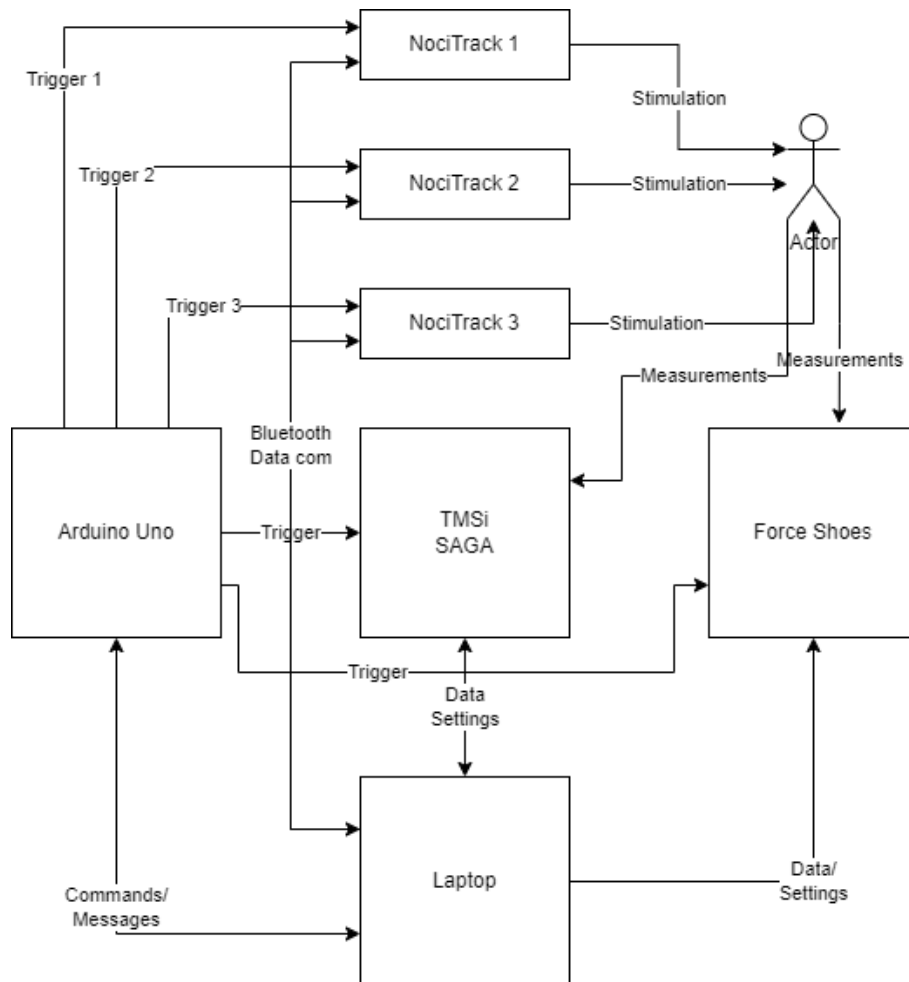 NociTrack 1
Trigger 1
Stimulation
NociTrack 2
Trigger 2
Stimulation
Actor
NociTrack 3
Trigger 3
Stimulation
Measurements
Measurements
Bluetooth
Data com
Arduino Uno
Trigger
TMSi
SAGA
Force Shoes
Trigger
Data
Settings
Laptop
Data/
Settings
Commands/
Messages